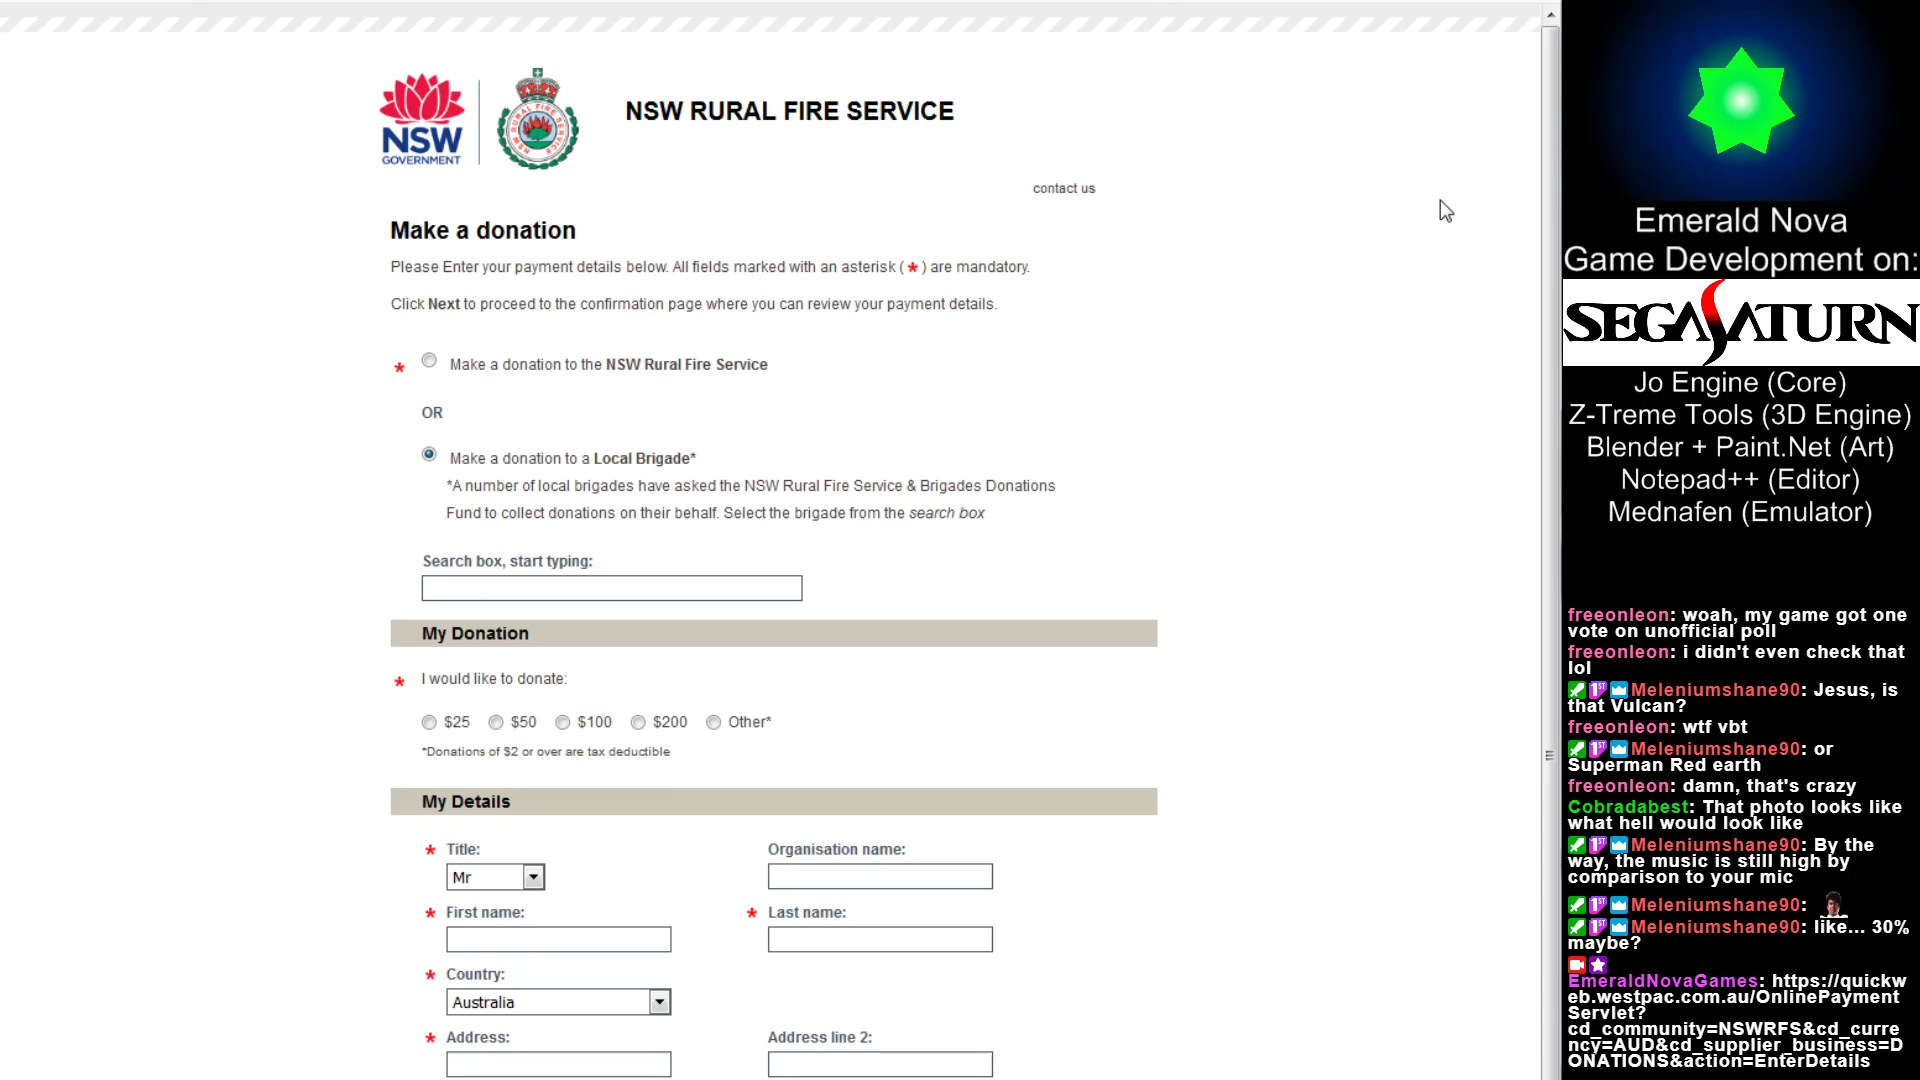 NSW
GOVERNMENT
NSW RURAL FIRE SERVICE
NSW RURAL FIRE SERVICE
contact us
Make a donation
Please Enter your payment details below. All fields marked with an asterisk ( * ) are mandatory.
Click Next to proceed to the confirmation page where you can review your payment details.
* Make a donation to the NSW Rural Fire Service
OR
Make a donation to a Local Brigade*
*A number of local brigades have asked the NSW Rural Fire Service & Brigades Donations
Fund to collect donations on their behalf. Select the brigade from the search box
Search box, start typing:
My Donation
* I would like to donate:
$25 $50 $100 $200 Other*
*Donations of $2 or over are tax deductible
My Details
* Title: Organisation name:
Mr
* First name: * Last name:
* Country:
Australia
* Address: Address line 2:
Emerald Nova
Game Development on:
SEGA SATURN
Jo Engine (Core)
Z-Treme Tools (3D Engine)
Blender + Paint.Net (Art)
Notepad++ (Editor)
Mednafen (Emulator)
freeonleon: woah, my game got one
vote on unofficial poll
freeonleon: i didn't even check that
lol
1ST Meleniumshane90: Jesus, is
that Vulcan?
freeonleon: wtf vbt
1ST Meleniumshane90: or
Superman Red earth
freeonleon: damn, that's crazy
Cobradabest: That photo looks like
what hell would look like
1ST Meleniumshane90: By the
way, the music is still high by
comparison to your mic
1ST Meleniumshane90:
1ST Meleniumshane90: like... 30%
maybe?
EmeraldNovaGames: https://quickw
eb.westpac.com.au/OnlinePayment
Servlet?
cd_community=NSWRFS&cd_curre
ncy=AUD&cd_supplier_business=D
ONATIONS&action=EnterDetails